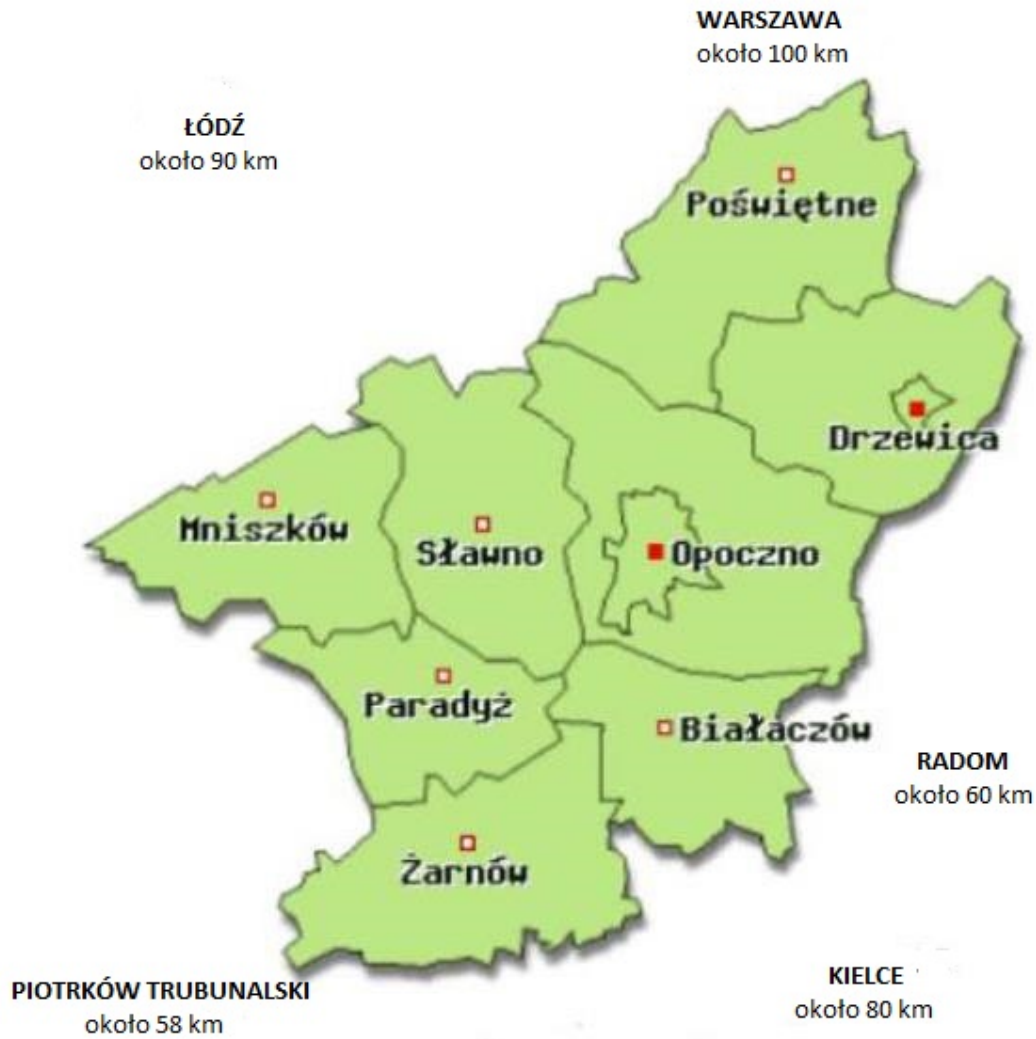 WARSZAWA
około 100 km
ŁÓDŹ
około 90 km
Poświętne
Drzewica
Mniszków
Sławno
Opoczno
Paradyż
Białaczów
RADOM
około 60 km
Żarnów
PIOTRKÓW TRUBUNALSKI
około 58 km
KIELCE
około 80 km